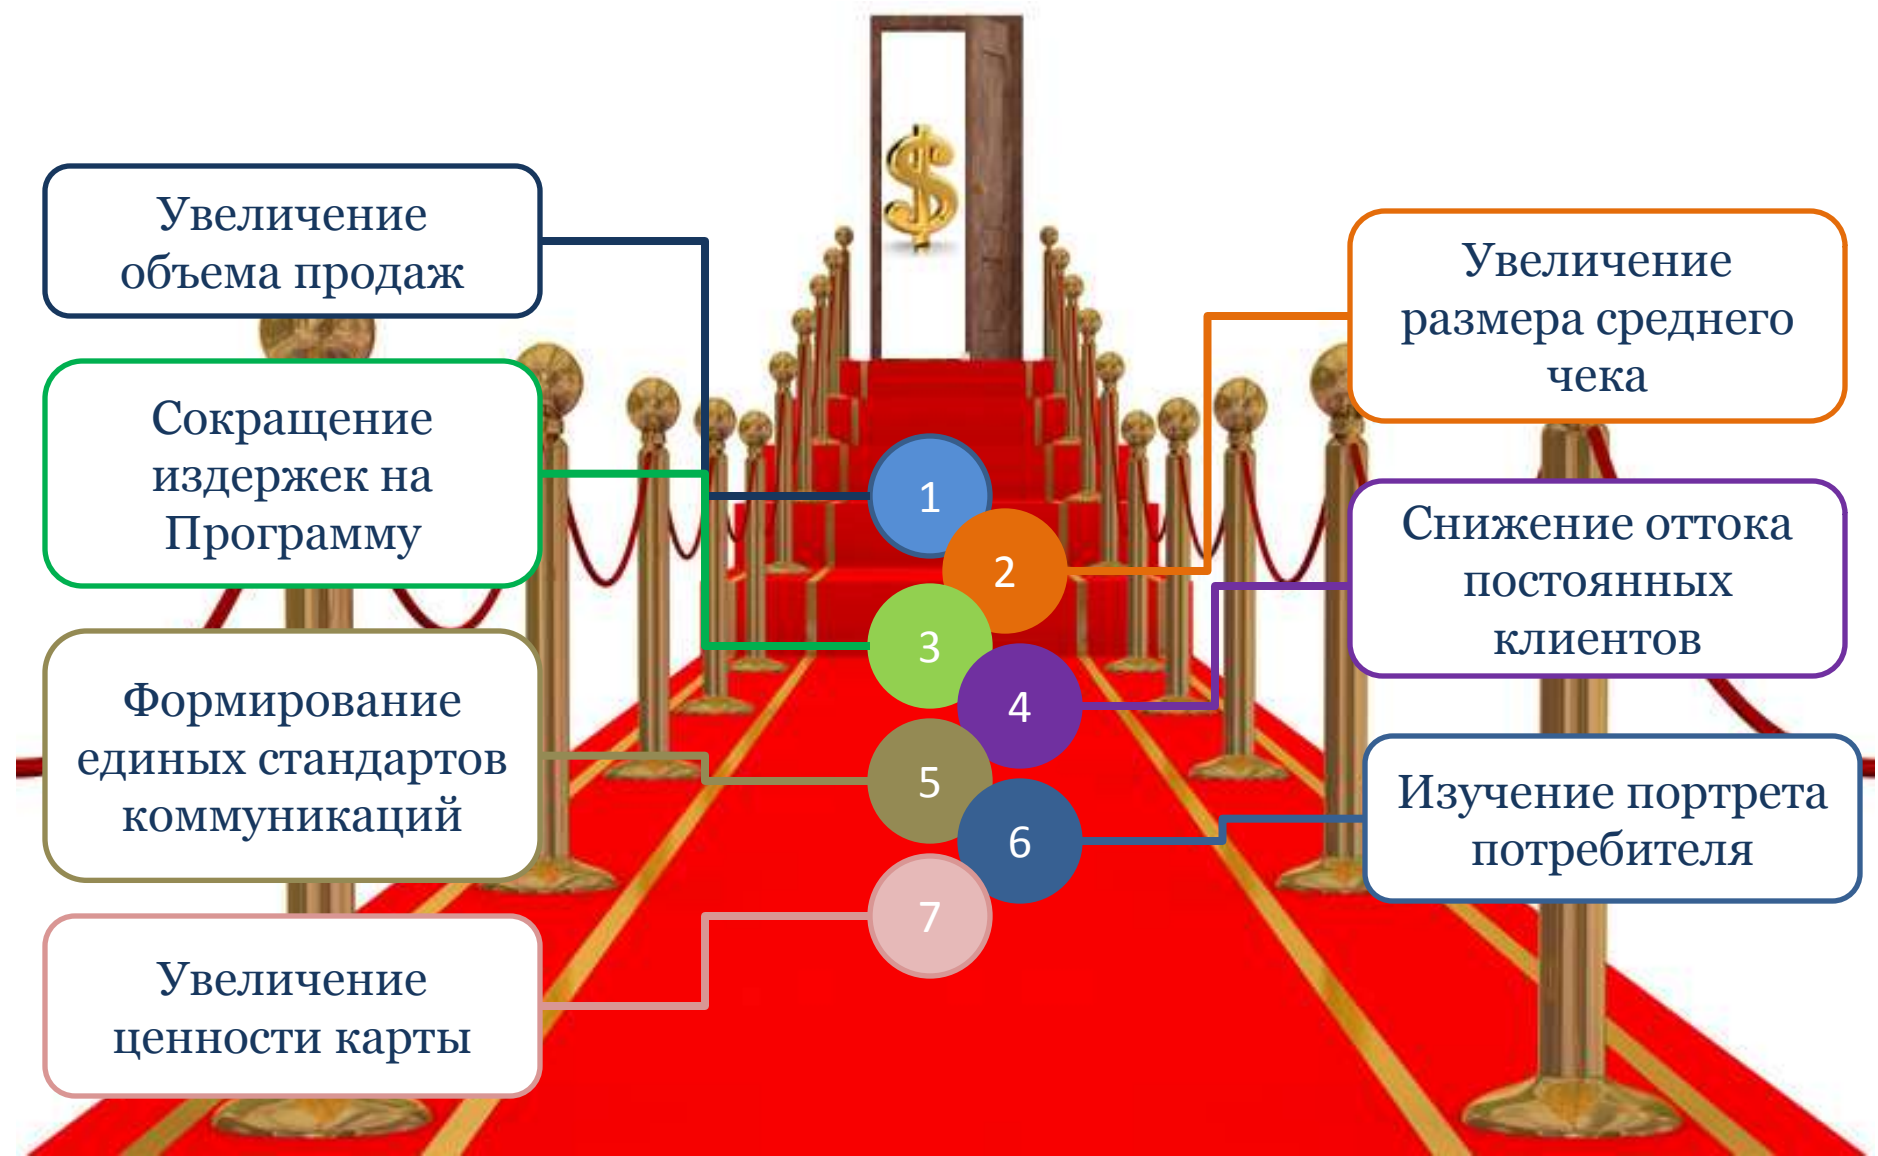 Увеличение
объема продаж
Сокращение
издержек на
Программу
Формирование
единых стандартов
коммуникаций
Увеличение
ценности карты
1
2
3
4
5
6
7
Увеличение
размера среднего
чека
Снижение оттока
постоянных
клиентов
Изучение портрета
потребителя